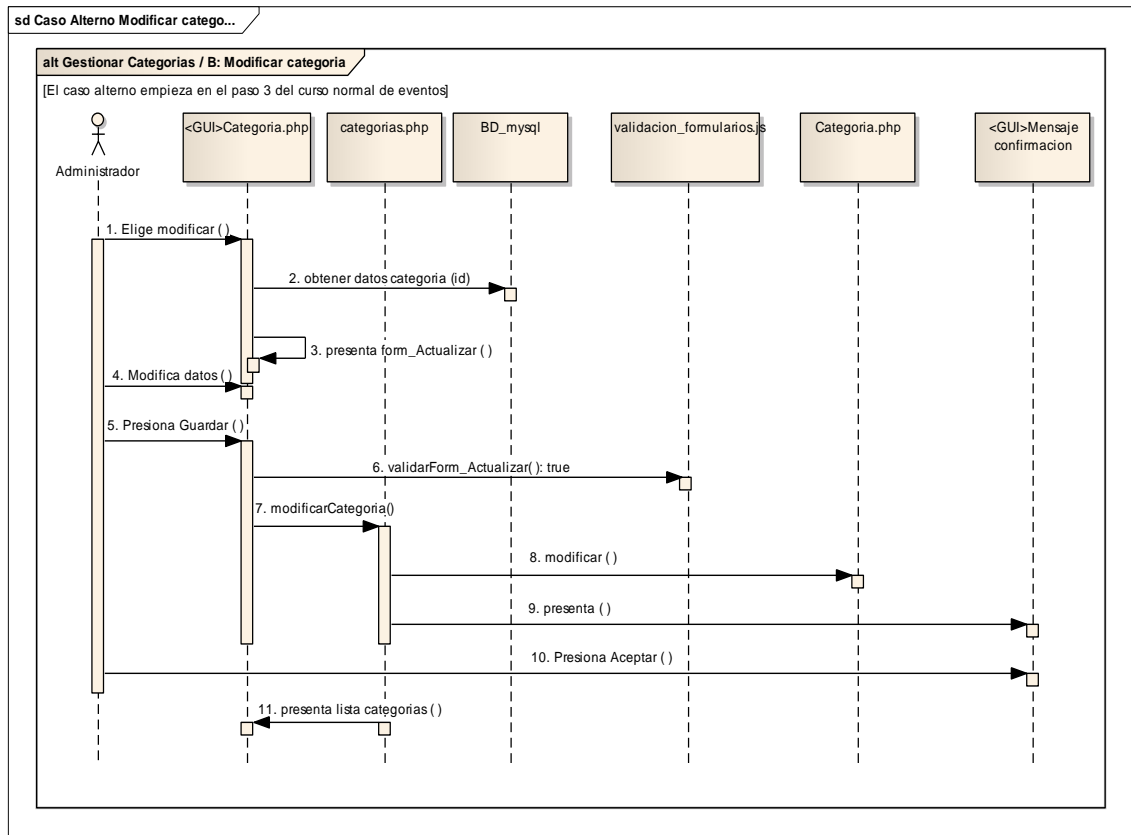 sd Caso Alterno Modificar catego...
alt Gestionar Categorias / B: Modificar categoria
[El caso alterno empieza en el paso 3 del curso normal de eventos]
Administrador
<GUI>Categoria.php
categorias.php
BD_mysql
validacion_formularios.js
Categoria.php
<GUI>Mensaje
confirmacion
1. Elige modificar ( )
2. obtener datos categoria (id)
3. presenta form_Actualizar ( )
4. Modifica datos ( )
5. Presiona Guardar ( )
6. validarForm_Actualizar( ): true
7. modificarCategoria()
8. modificar ( )
9. presenta ( )
10. Presiona Aceptar ( )
11. presenta lista categorias ( )